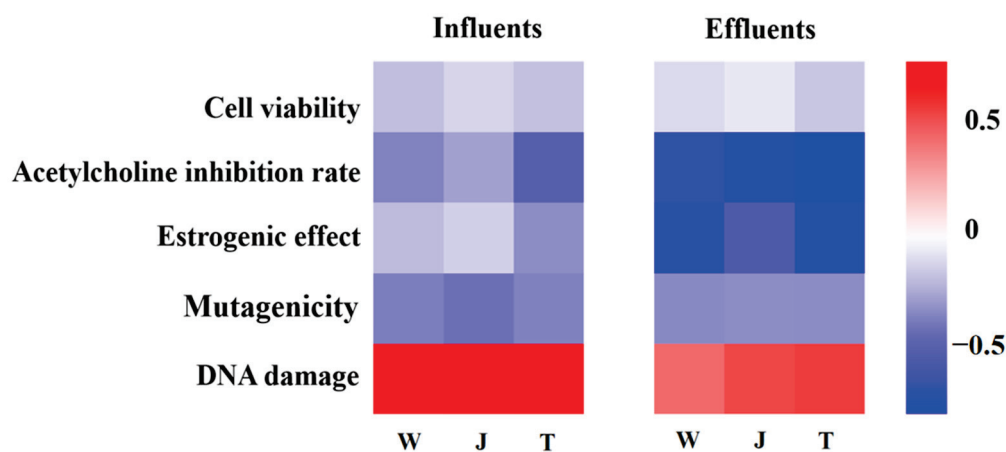 Influents Effluents
Cell viability
Acetylcholine inhibition rate
Estrogenic effect
Mutagenicity
DNA damage
0.5
0
−0.5
W J T W J T